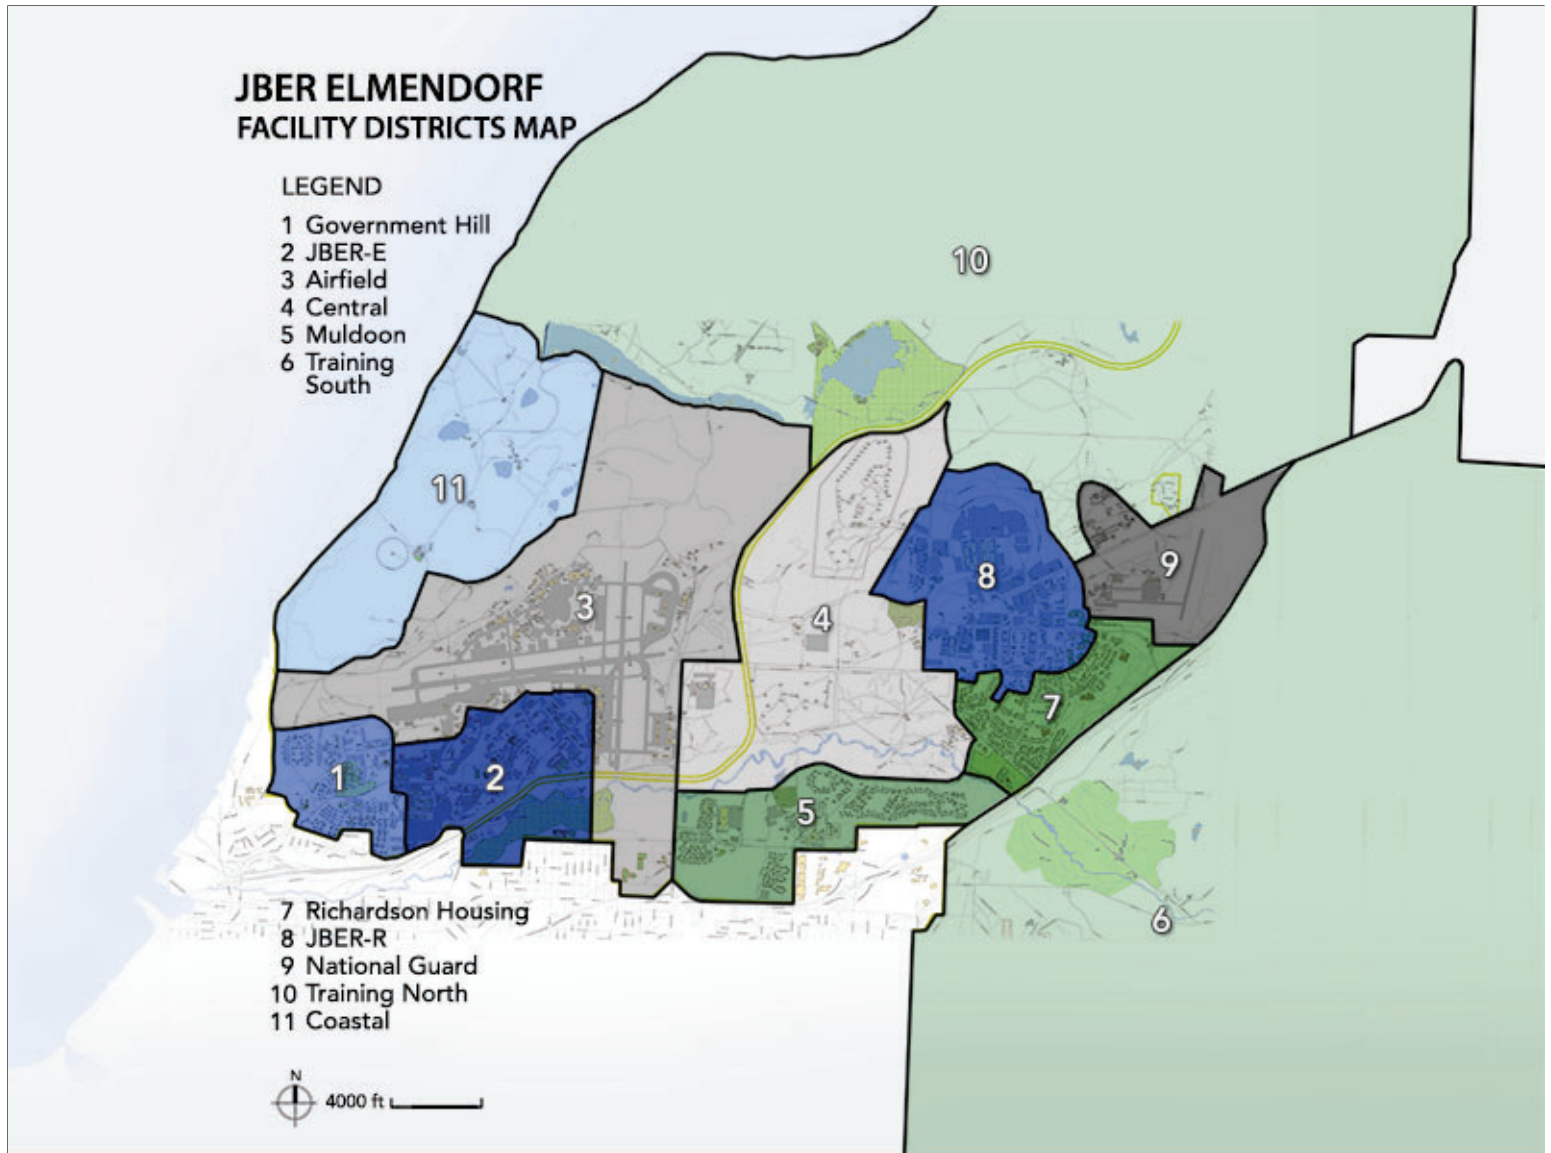 JBER ELMENDORF
FACILITY DISTRICTS MAP
LEGEND
1 Government Hill
2 JBER-E
3 Airfield
4 Central
5 Muldoon
6 Training
South
10
11
8
9
3
4
7
1
2
5
6
7 Richardson Housing
8 JBER-R
9 National Guard
10 Training North
11 Coastal
N
4000 ft